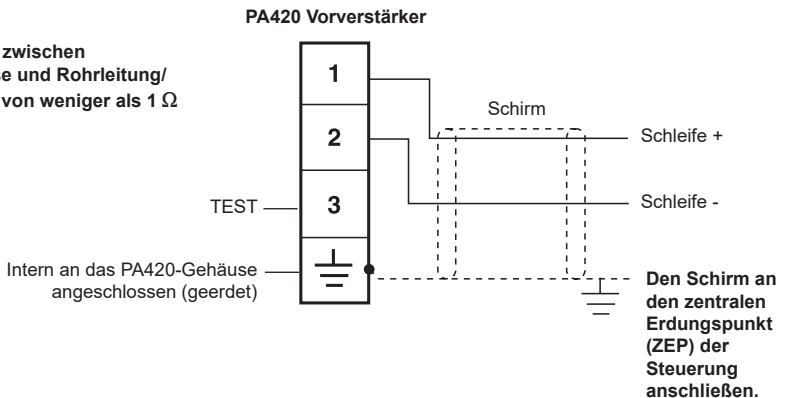 PA420 Vorverstärker
zwischen
e und Rohrleitung/
von weniger als 1 Ω
1
2
3
Schirm
Schleife +
Schleife -
TEST
Intern an das PA420-Gehäuse
angeschlossen (geerdet)
Den Schirm an
den zentralen
Erdungspunkt
(ZEP) der
Steuerung
anschließen.